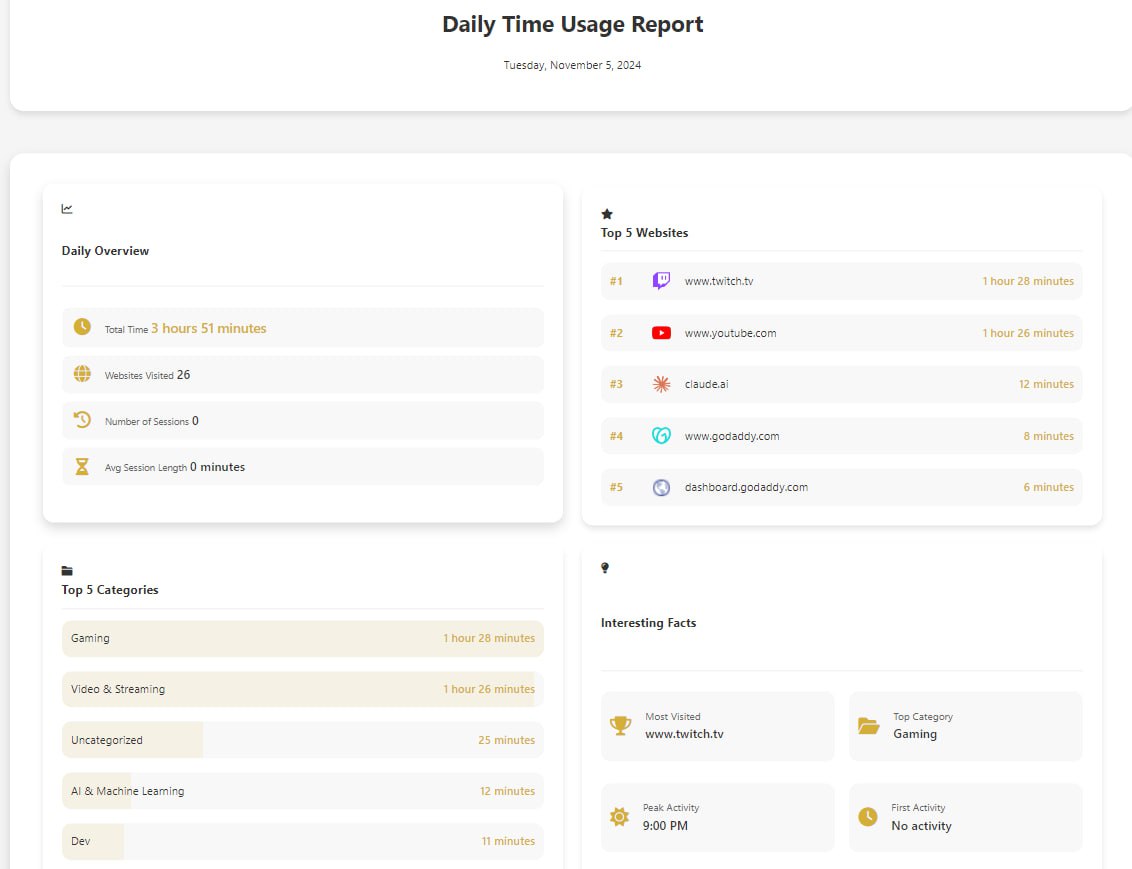 Daily Time Usage Report
Tuesday, November 5, 2024
Daily Overview
Total Time 3 hours 51 minutes
Websites Visited 26
Number of Sessions 0
Avg Session Length 0 minutes
Top 5 Websites
#1 www.twitch.tv 1 hour 28 minutes
#2 www.youtube.com 1 hour 26 minutes
#3 claude.ai 12 minutes
#4 www.godaddy.com 8 minutes
#5 dashboard.godaddy.com 6 minutes
Top 5 Categories
Gaming 1 hour 28 minutes
Video & Streaming 1 hour 26 minutes
Uncategorized 25 minutes
AI & Machine Learning 12 minutes
Dev 11 minutes
Interesting Facts
Most Visited
www.twitch.tv
Top Category
Gaming
Peak Activity
9:00 PM
First Activity
No activity